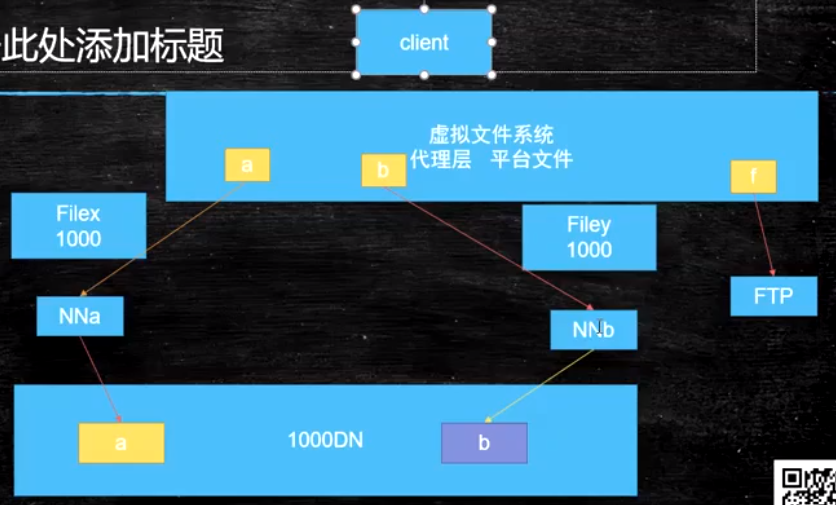 此处添加标题
client
虚拟文件系统
代理层 平台文件
a
b
f
Filex
1000
Filey
1000
NNa
NNb
FTP
a
1000DN
b